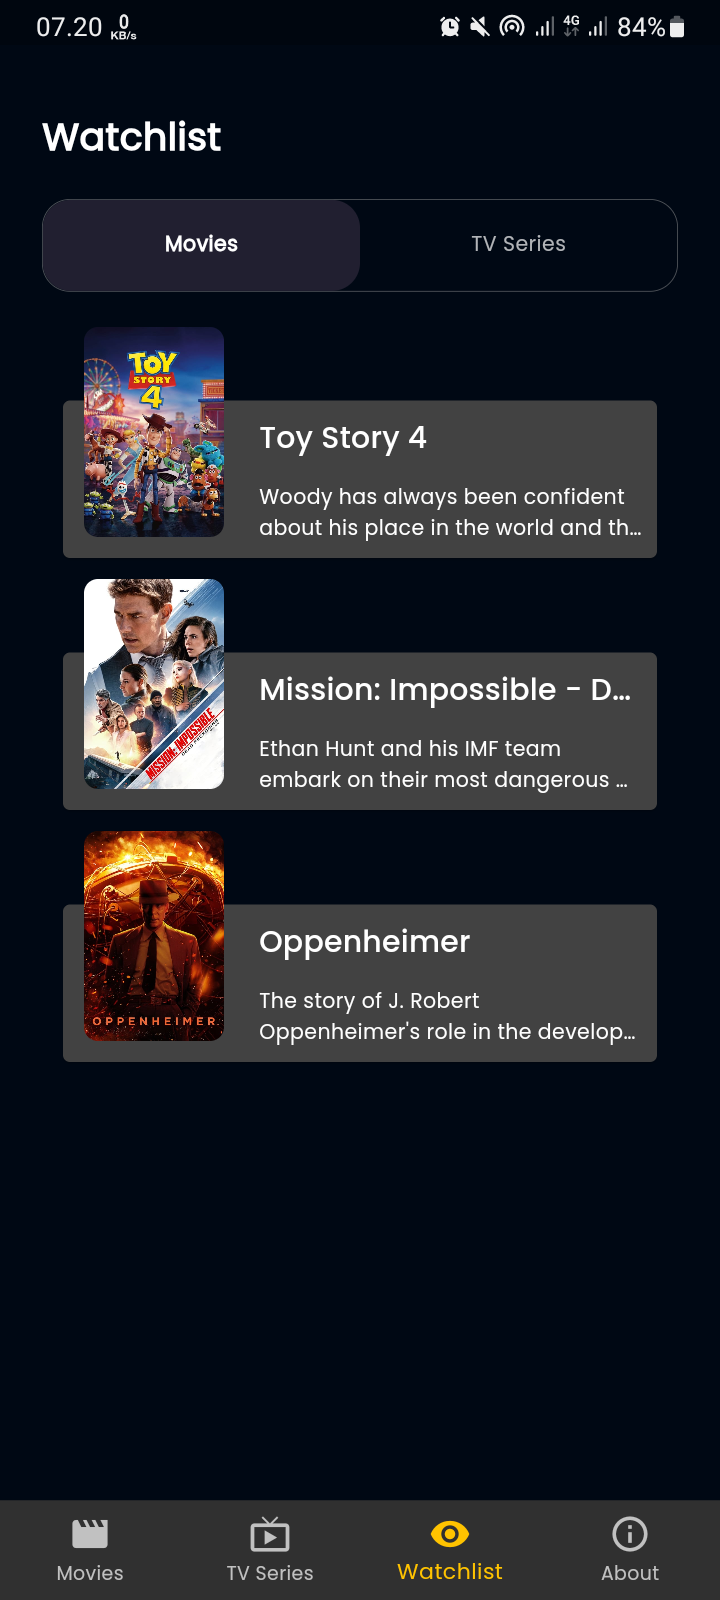 07.20 0 KB/s 4G 84%
Watchlist
Movies TV Series
TOY
STORY
4
Toy Story 4
Woody has always been confident
about his place in the world and th…
MISSION: IMPOSSIBLE
Mission: Impossible - D…
Ethan Hunt and his IMF team
embark on their most dangerous …
OPPENHEIMER
Oppenheimer
The story of J. Robert
Oppenheimer's role in the develop…
Movies TV Series Watchlist About